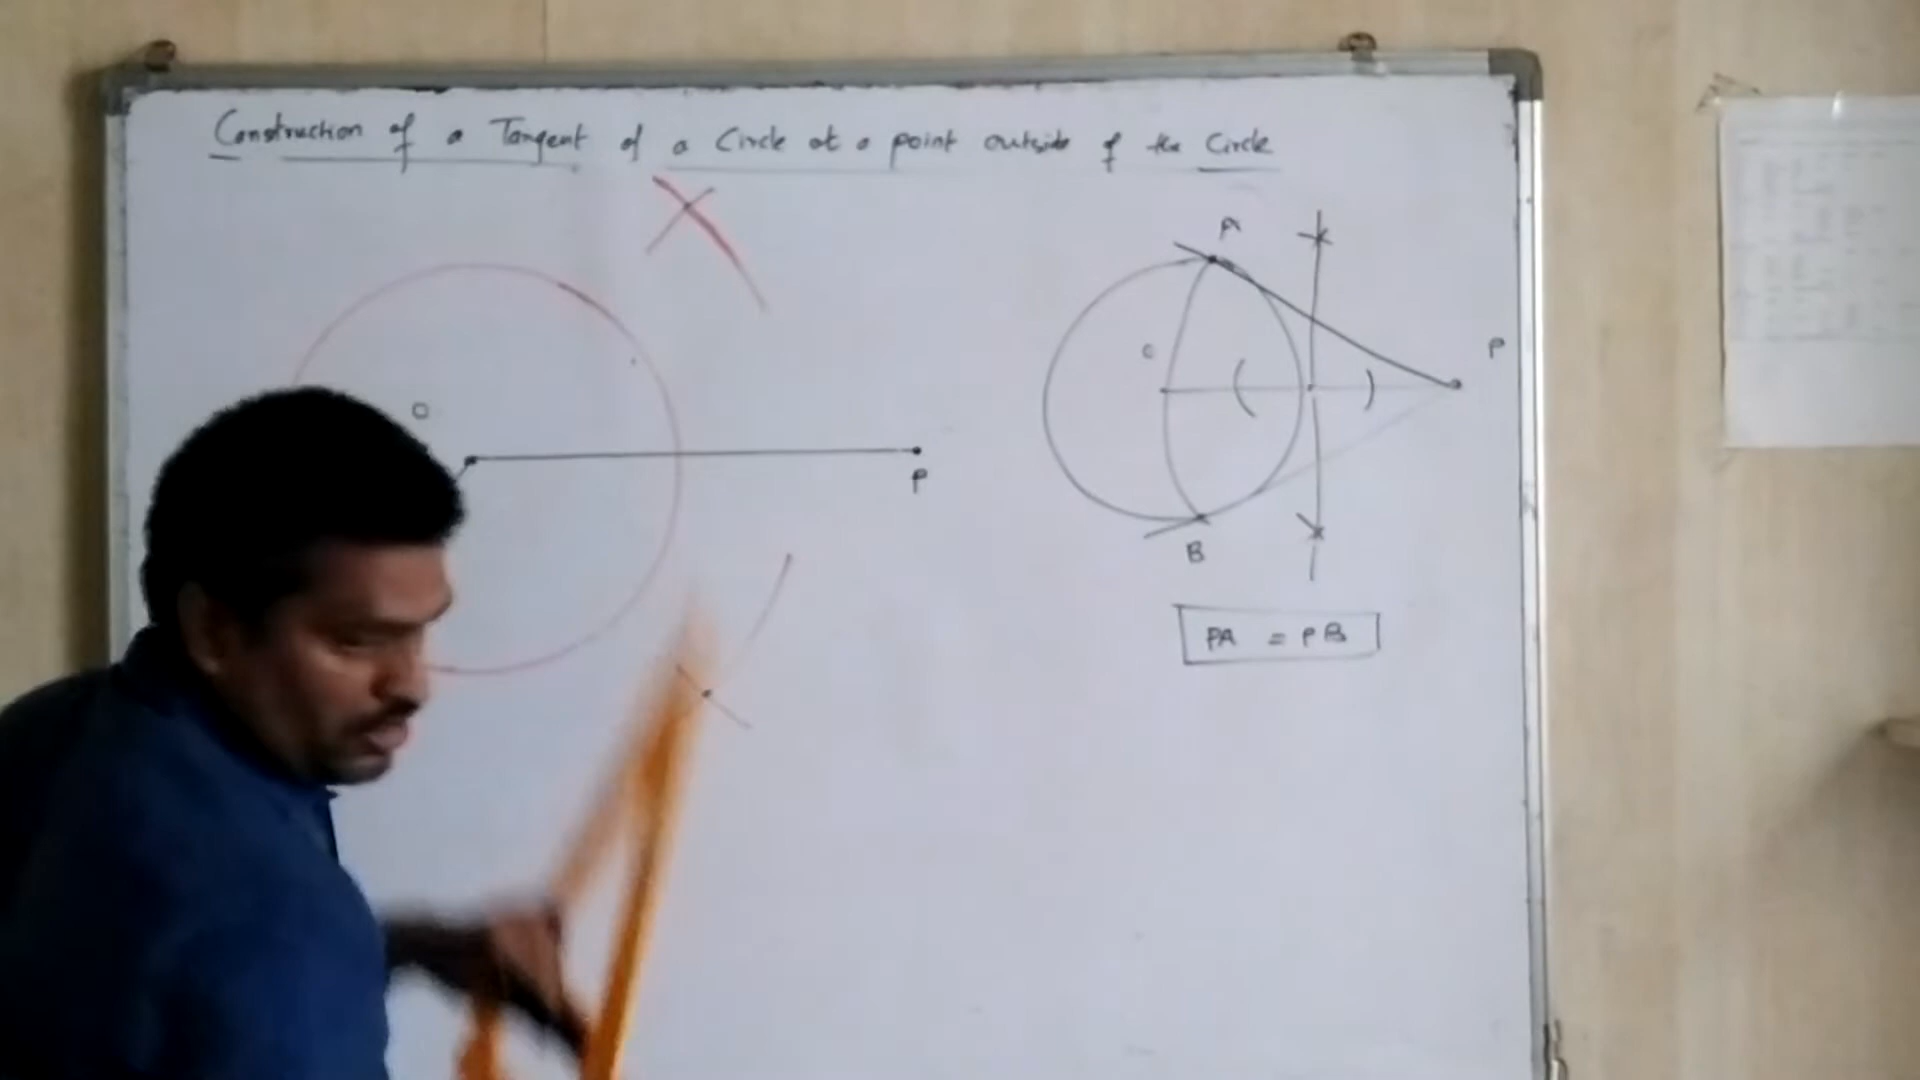 Construction of a Tangent of a Circle at a point outside of the Circle
A
O
P
O
P
B
PA = PB